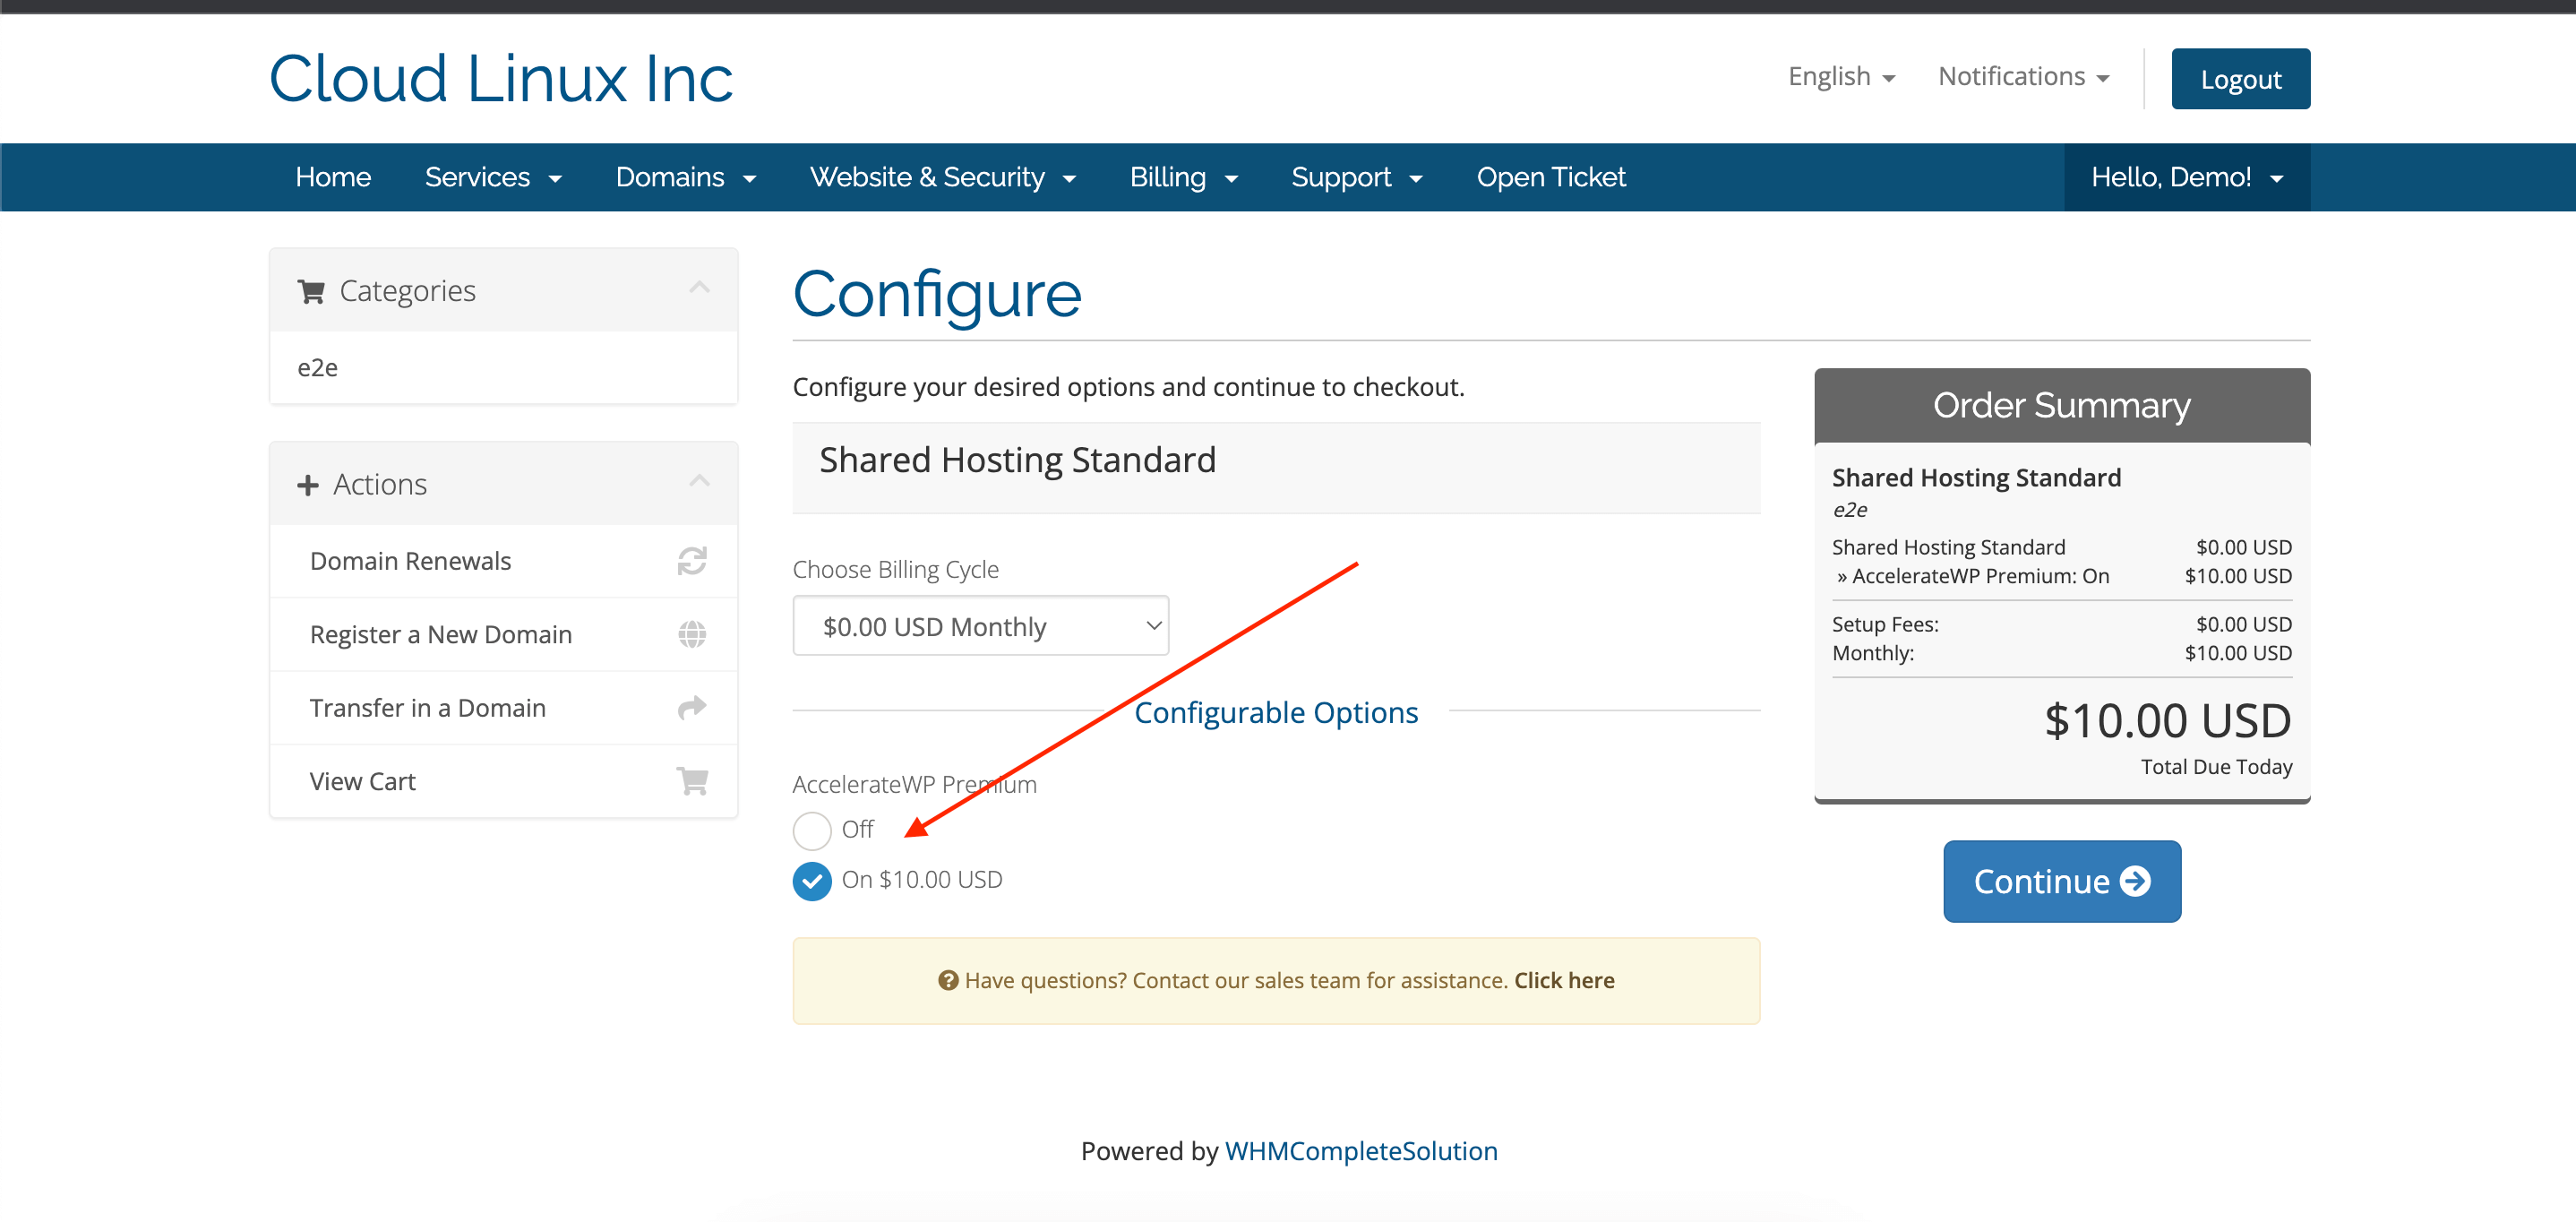 Cloud Linux Inc
English
Notifications
Logout
Home
Services
Domains
Website & Security
Billing
Support
Open Ticket
Hello, Demo!
Categories
e2e
Actions
Domain Renewals
Register a New Domain
Transfer in a Domain
View Cart
Configure
Configure your desired options and continue to checkout.
Shared Hosting Standard
Choose Billing Cycle
$0.00 USD Monthly
Configurable Options
AccelerateWP Premium
Off
On $10.00 USD
Have questions? Contact our sales team for assistance. Click here
Order Summary
Shared Hosting Standard
e2e
Shared Hosting Standard $0.00 USD
» AccelerateWP Premium: On $10.00 USD
Setup Fees: $0.00 USD
Monthly: $10.00 USD
$10.00 USD
Total Due Today
Continue
Powered by WHMCompleteSolution